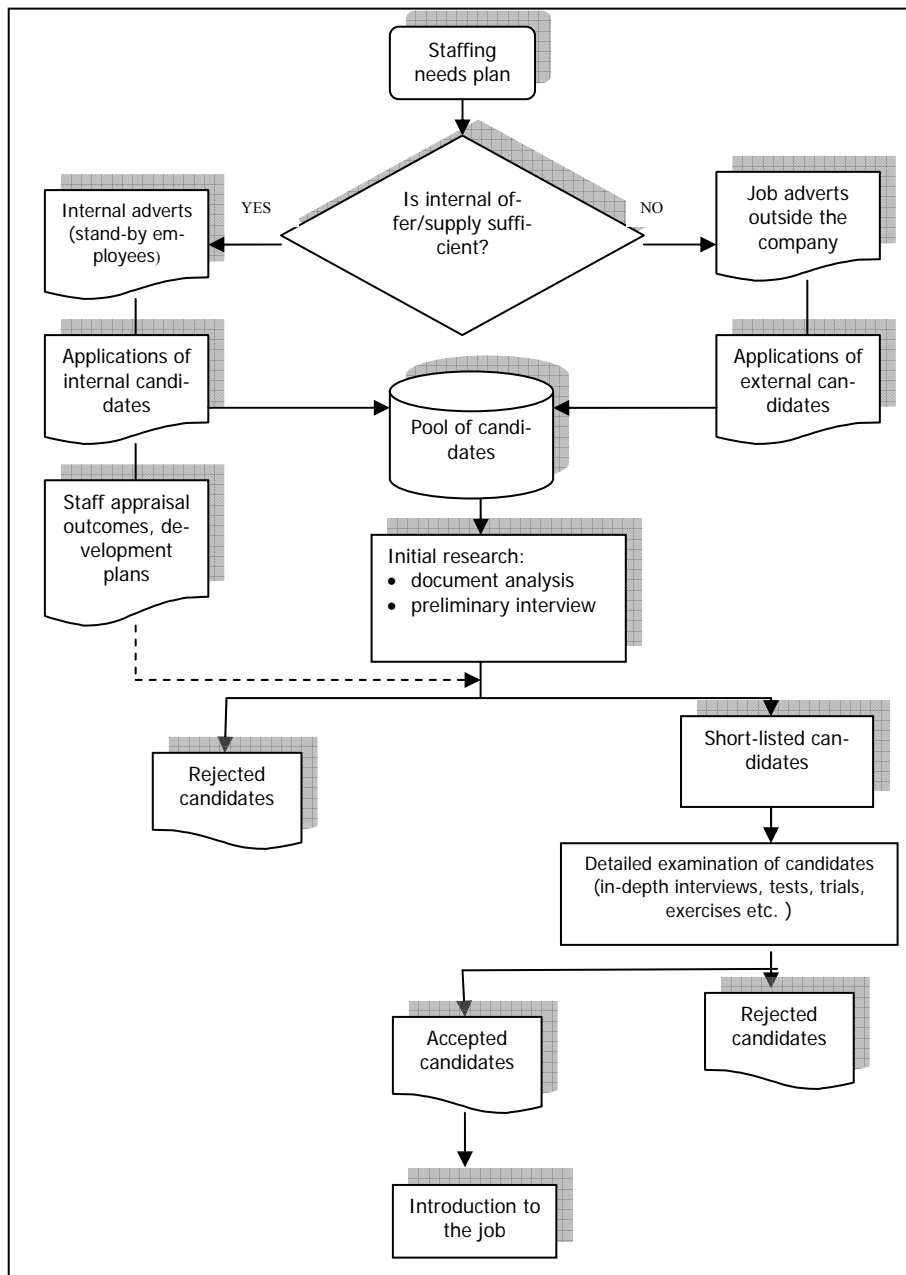 Staffing
needs plan
Is internal of-
fer/supply suffi-
cient?
YES
NO
Internal adverts
(stand-by em-
ployees)
Job adverts
outside the
company
Applications of
internal candi-
dates
Applications of
external can-
didates
Pool of candi-
dates
Staff appraisal
outcomes, de-
velopment
plans
Initial research:
• document analysis
• preliminary interview
Rejected
candidates
Short-listed can-
didates
Detailed examination of candidates
(in-depth interviews, tests, trials,
exercises etc. )
Accepted
candidates
Rejected
candidates
Introduction to
the job